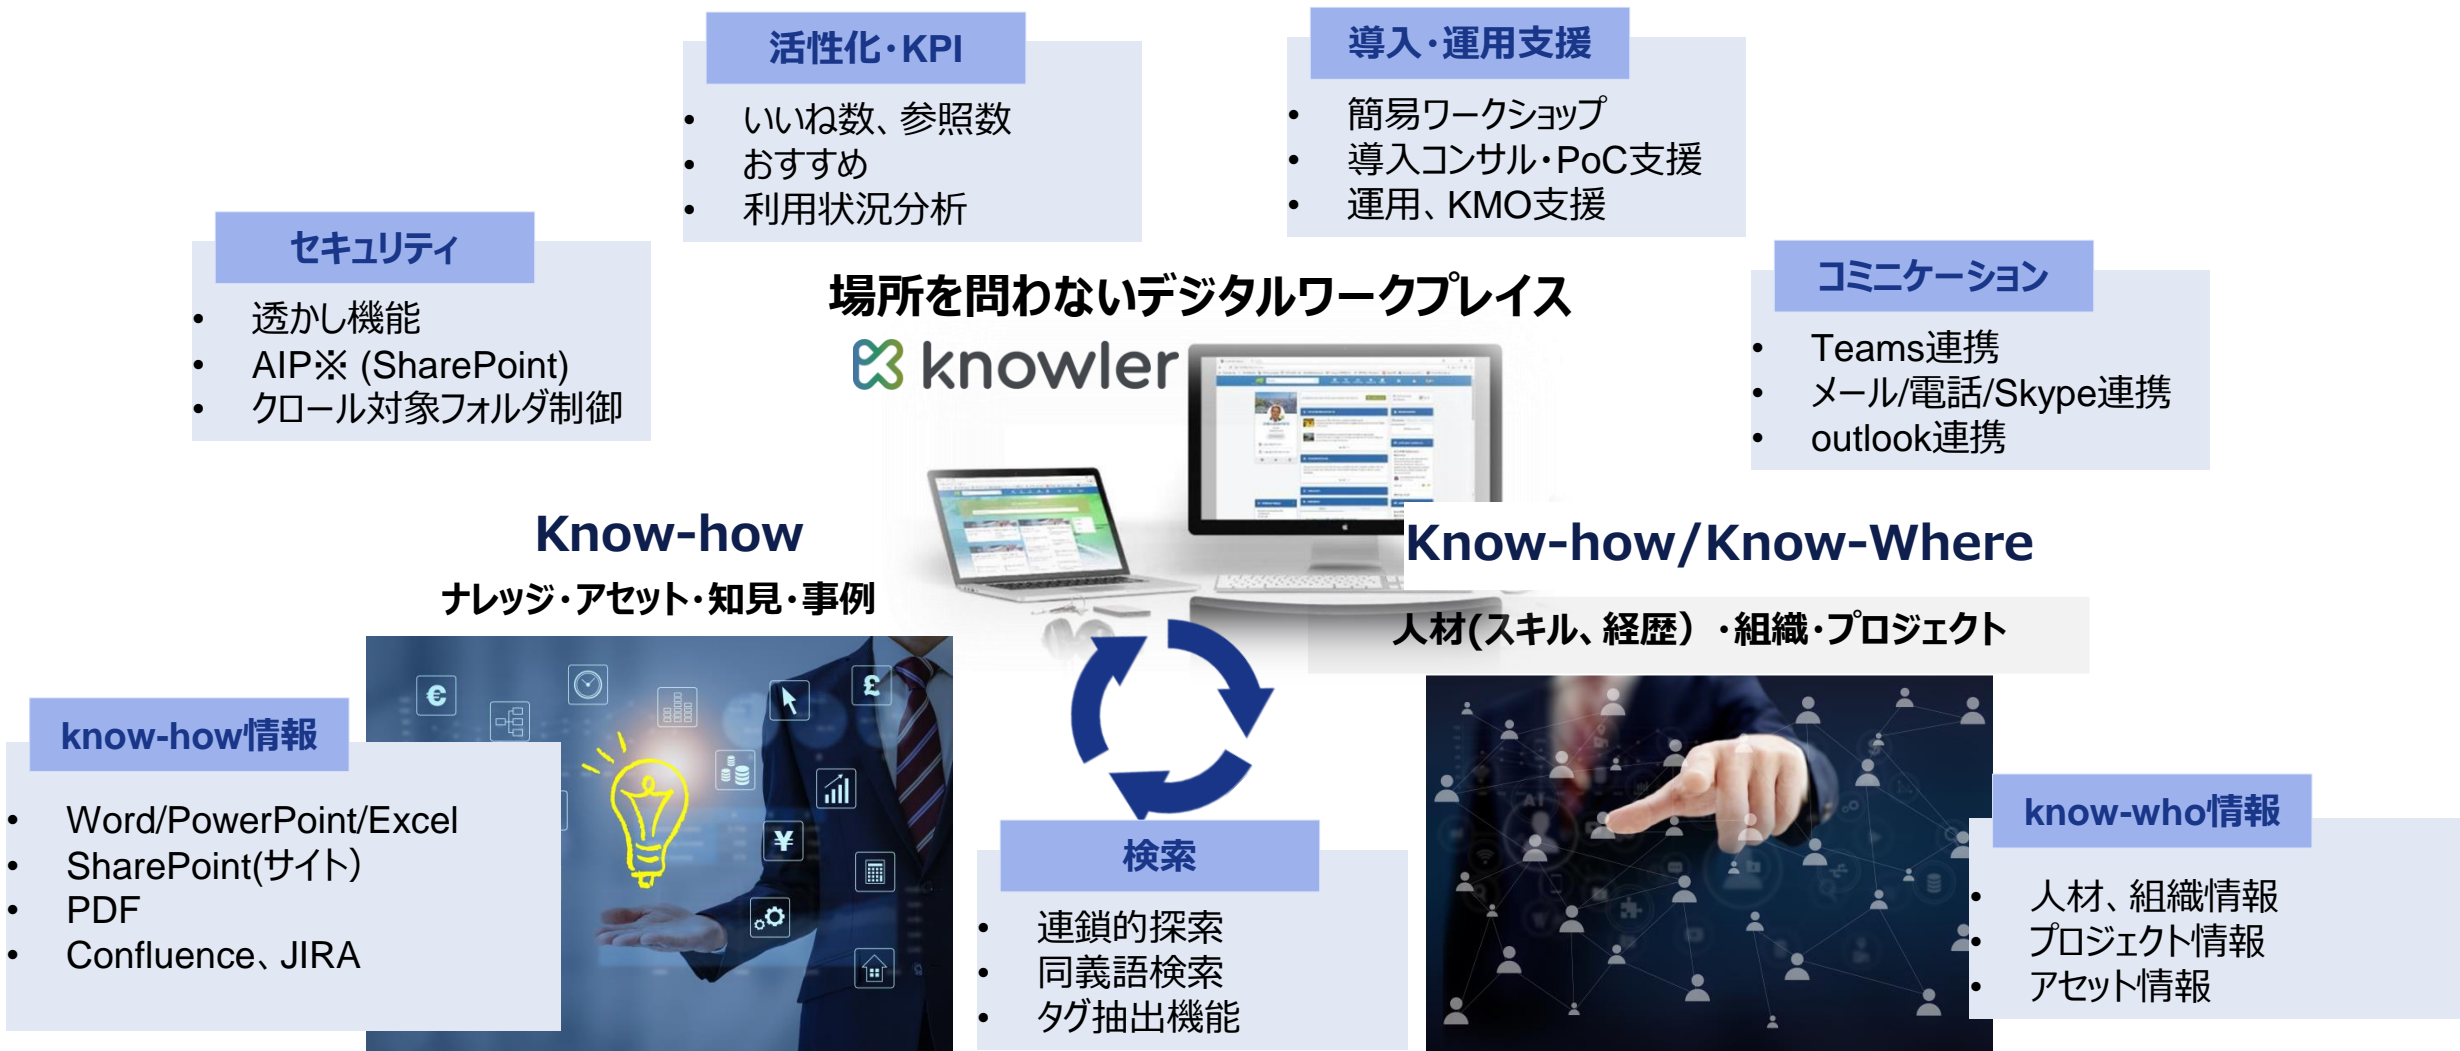 活性化・KPI
• いいね数、参照数
• おすすめ
• 利用状況分析
導入・運用支援
• 簡易ワークショップ
• 導入コンサル・PoC支援
• 運用、KMO支援
セキュリティ
• 透かし機能
• AIP※ (SharePoint)
• クロール対象フォルダ制御
場所を問わないデジタルワークプレイス
knowler
コミニケーション
• Teams連携
• メール/電話/Skype連携
• outlook連携
Know-how
ナレッジ・アセット・知見・事例
Know-how/Know-Where
人材(スキル、経歴）・組織・プロジェクト
know-how情報
• Word/PowerPoint/Excel
• SharePoint(サイト）
• PDF
• Confluence、JIRA
€
£
¥
検索
• 連鎖的探索
• 同義語検索
• タグ抽出機能
AI
know-who情報
• 人材、組織情報
• プロジェクト情報
• アセット情報